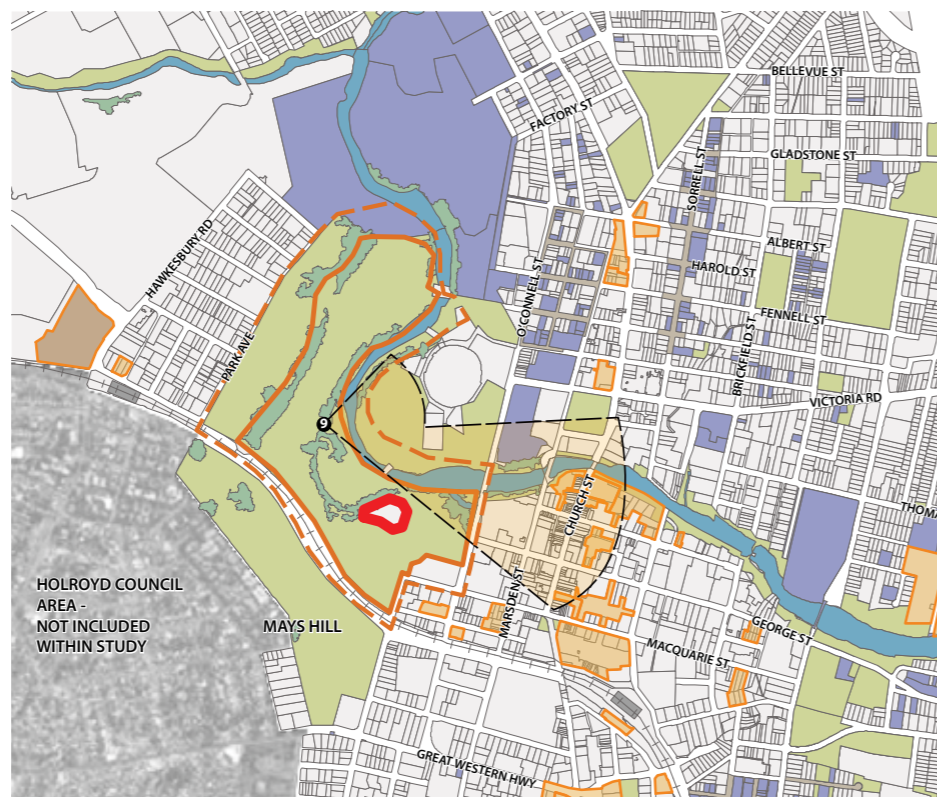 BELLEVUE ST
FACTORY ST
GLADSTONE ST
SORRELL ST
HAWKESBURY RD
ALBERT ST
HAROLD ST
O'CONNELL ST
FENNELL ST
BRICKFIELD ST
PARK AVE
VICTORIA RD
9
CHURCH ST
THOMA
HOLROYD COUNCIL
AREA -
NOT INCLUDED
WITHIN STUDY
MAYS HILL
MARSDEN ST
GEORGE ST
MACQUARIE ST
GREAT WESTERN HWY